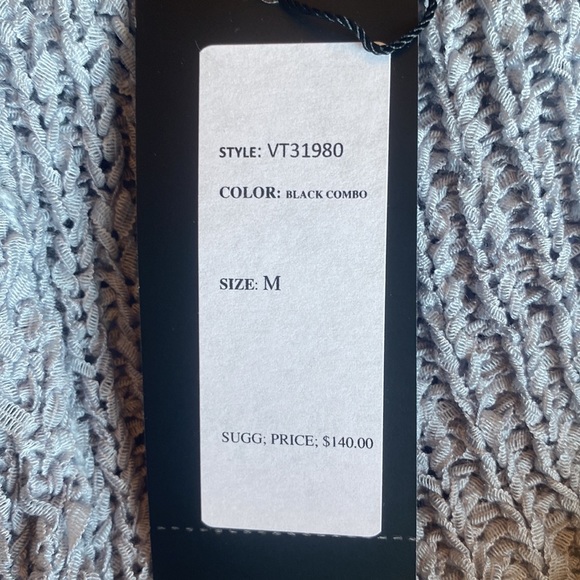 STYLE: VT31980
COLOR: BLACK COMBO
SIZE: M
SUGG; PRICE; $140.00